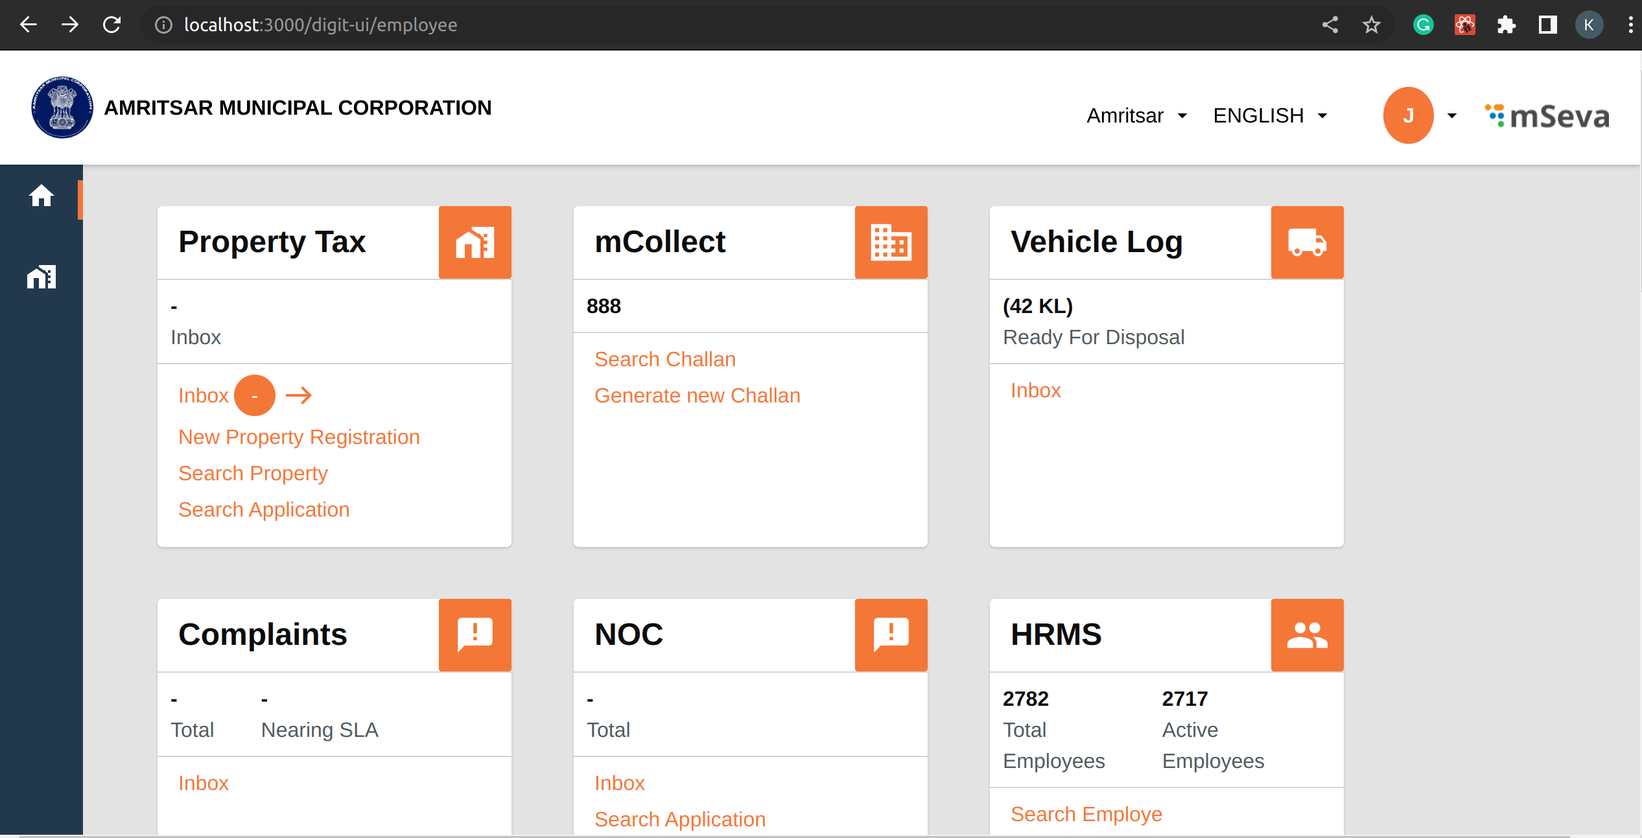 localhost:3000/digit-ui/employee
K
AMRITSAR MUNICIPAL CORPORATION
Amritsar
ENGLISH
J
mSeva
Property Tax
-
Inbox
Inbox -
New Property Registration
Search Property
Search Application
mCollect
888
Search Challan
Generate new Challan
Vehicle Log
(42 KL)
Ready For Disposal
Inbox
Complaints
- -
Total Nearing SLA
Inbox
NOC
-
Total
Inbox
Search Application
HRMS
2782 2717
Total Active
Employees Employees
Search Employe